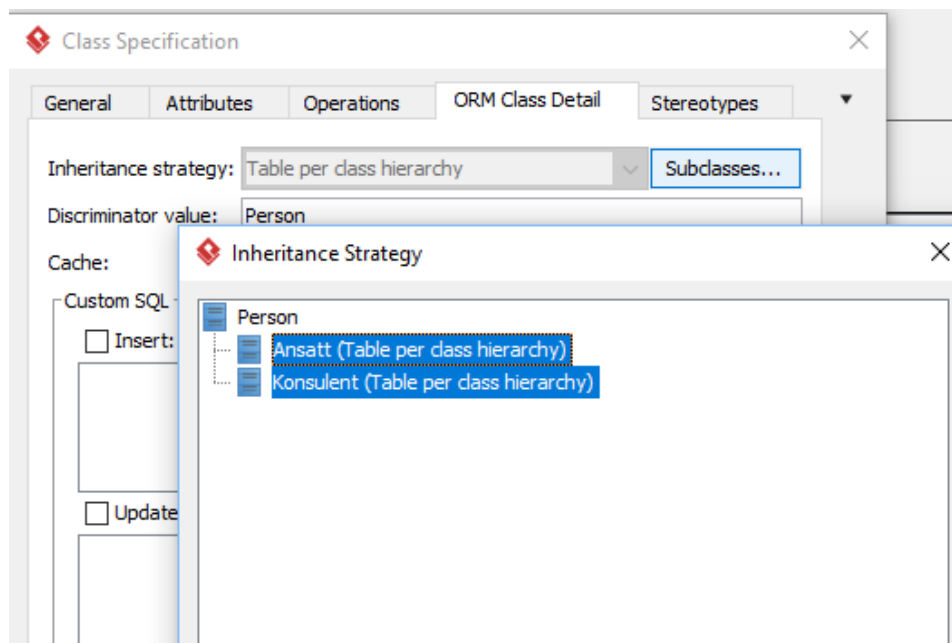 Class Specification
General Attributes Operations ORM Class Detail Stereotypes
Inheritance strategy: Table per class hierarchy Subclasses...
Discriminator value: Person
Cache:
Inheritance Strategy
Custom SQL
Insert:
Person
Ansatt (Table per class hierarchy)
Konsulent (Table per class hierarchy)
Update